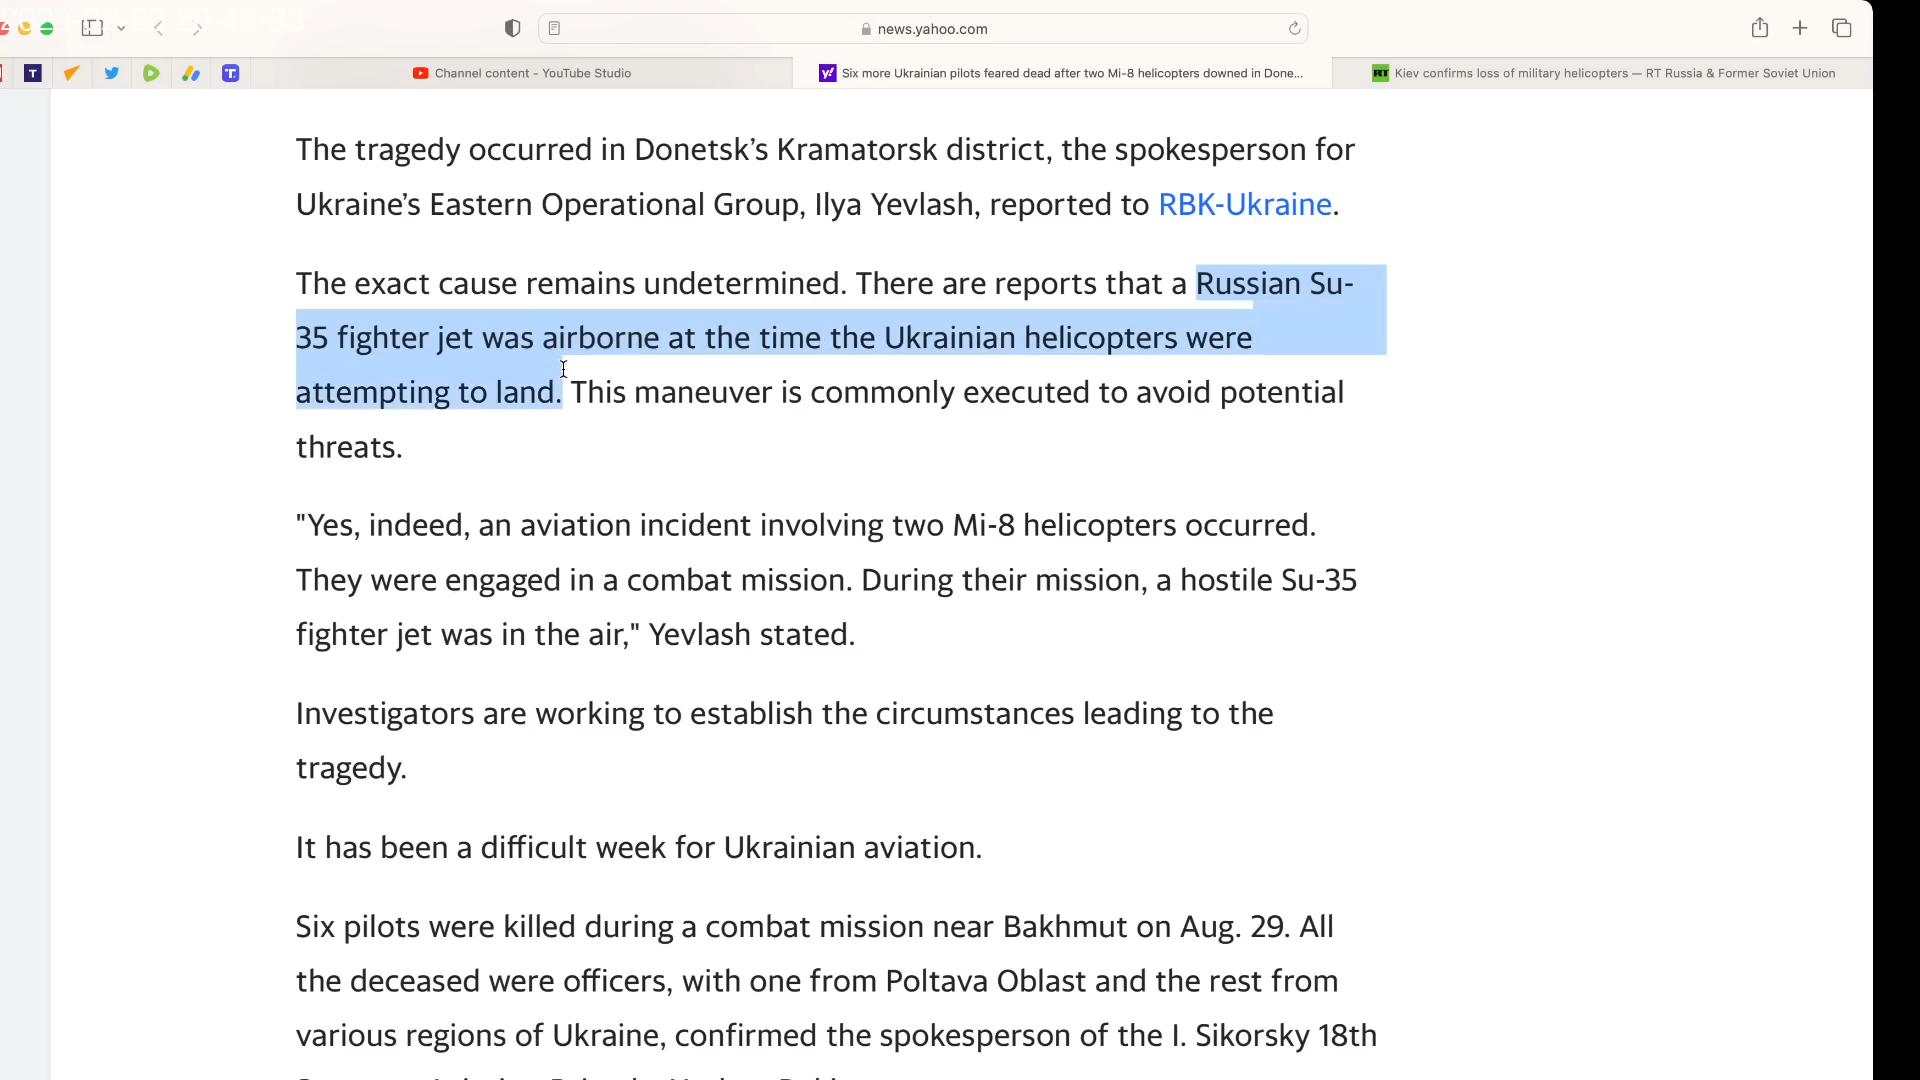 news.yahoo.com
T
T.
Channel content - YouTube Studio
y!
Six more Ukrainian pilots feared dead after two Mi-8 helicopters downed in Done...
RT
Kiev confirms loss of military helicopters — RT Russia & Former Soviet Union
The tragedy occurred in Donetsk’s Kramatorsk district, the spokesperson for
Ukraine’s Eastern Operational Group, Ilya Yevlash, reported to RBK-Ukraine.
The exact cause remains undetermined. There are reports that a Russian Su-
35 fighter jet was airborne at the time the Ukrainian helicopters were
attempting to land. This maneuver is commonly executed to avoid potential
threats.
"Yes, indeed, an aviation incident involving two Mi-8 helicopters occurred.
They were engaged in a combat mission. During their mission, a hostile Su-35
fighter jet was in the air," Yevlash stated.
Investigators are working to establish the circumstances leading to the
tragedy.
It has been a difficult week for Ukrainian aviation.
Six pilots were killed during a combat mission near Bakhmut on Aug. 29. All
the deceased were officers, with one from Poltava Oblast and the rest from
various regions of Ukraine, confirmed the spokesperson of the I. Sikorsky 18th